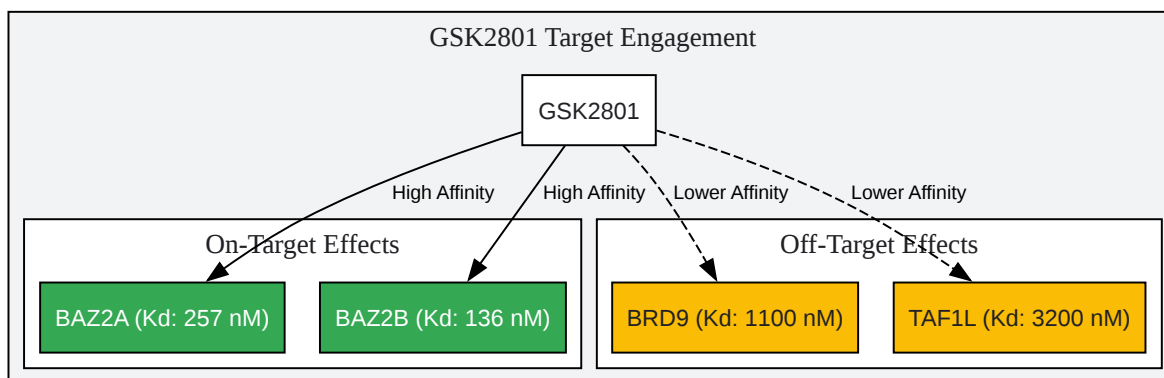 GSK2801 Target Engagement
GSK2801
High Affinity
High Affinity
Lower Affinity
Lower Affinity
On-Target Effects
Off-Target Effects
BAZ2A (Kd: 257 nM)
BAZ2B (Kd: 136 nM)
BRD9 (Kd: 1100 nM)
TAF1L (Kd: 3200 nM)